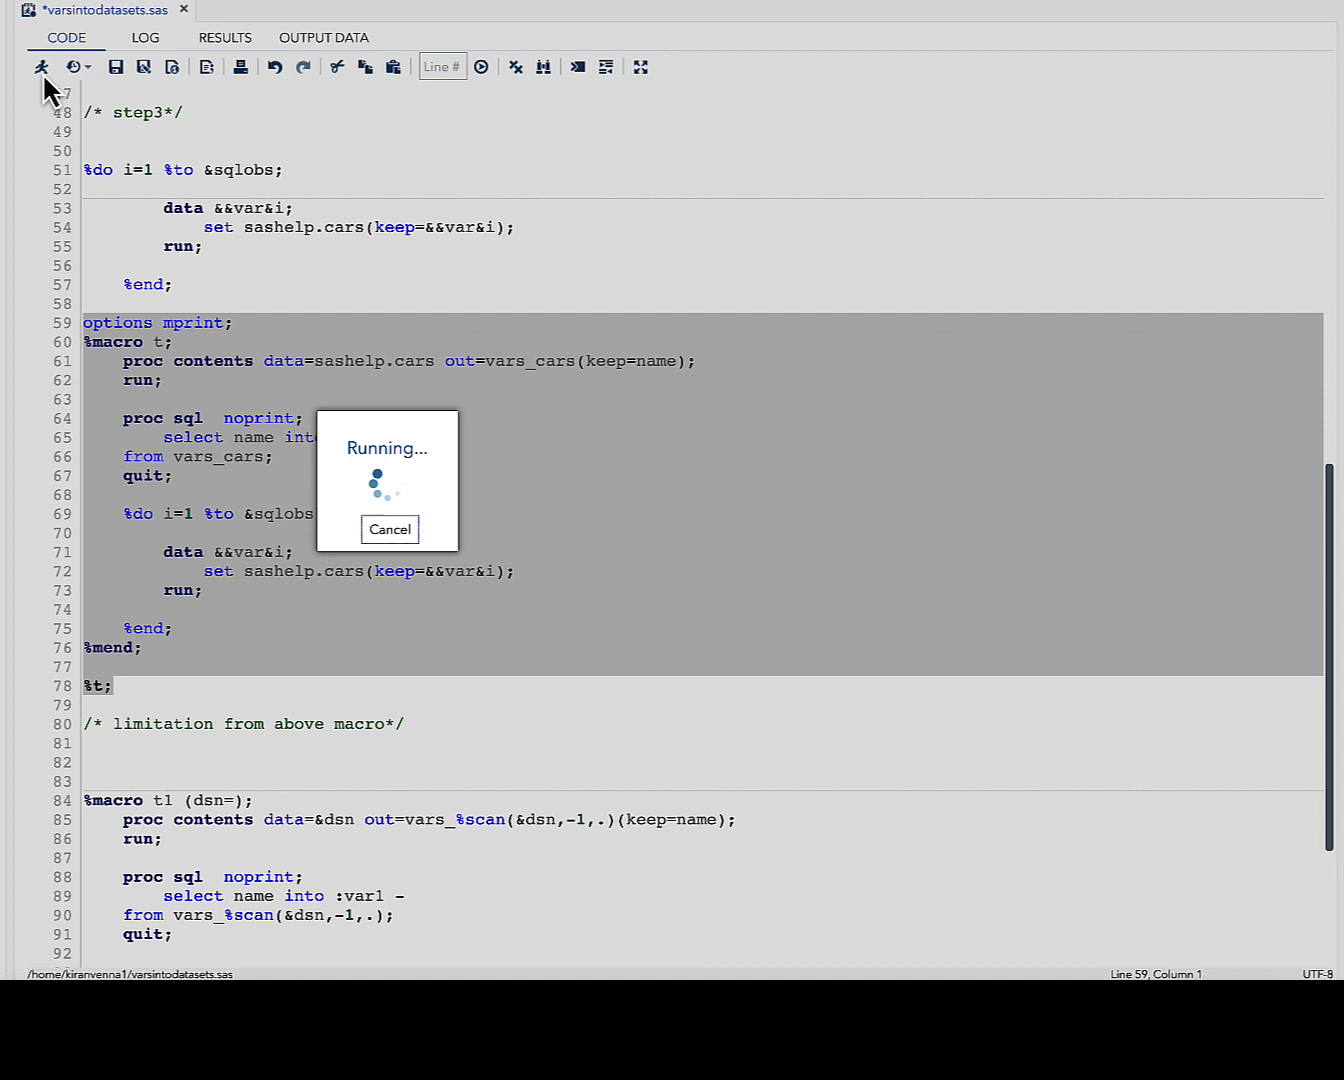 *varsintodatasets.sas ×
CODE LOG RESULTS OUTPUT DATA
Line #
48 /* step3*/
49
50
51 %do i=1 %to &sqlobs;
52
53 data &&var&i;
54 set sashelp.cars(keep=&&var&i);
55 run;
56
57 %end;
58
59 options mprint;
60 %macro t;
61 proc contents data=sashelp.cars out=vars_cars(keep=name);
62 run;
63
64 proc sql  noprint;
65 select name
66 from vars_cars;
67 quit;
68
69 %do i=1 %to &sqlobs
70
71 data &&var&i;
72 set sashelp.cars(keep=&&var&i);
73 run;
74
75 %end;
76 %mend;
77
78 %t;
79
80 /* limitation from above macro*/
81
82
83
84 %macro t1 (dsn=);
85 proc contents data=&dsn out=vars_%scan(&dsn,-1,.)(keep=name);
86 run;
87
88 proc sql  noprint;
89 select name into :var1 -
90 from vars_%scan(&dsn,-1,.);
91 quit;
92
Running...
Cancel
/home/kiranvenna1/varsintodatasets.sas Line 59, Column 1 UTF-8